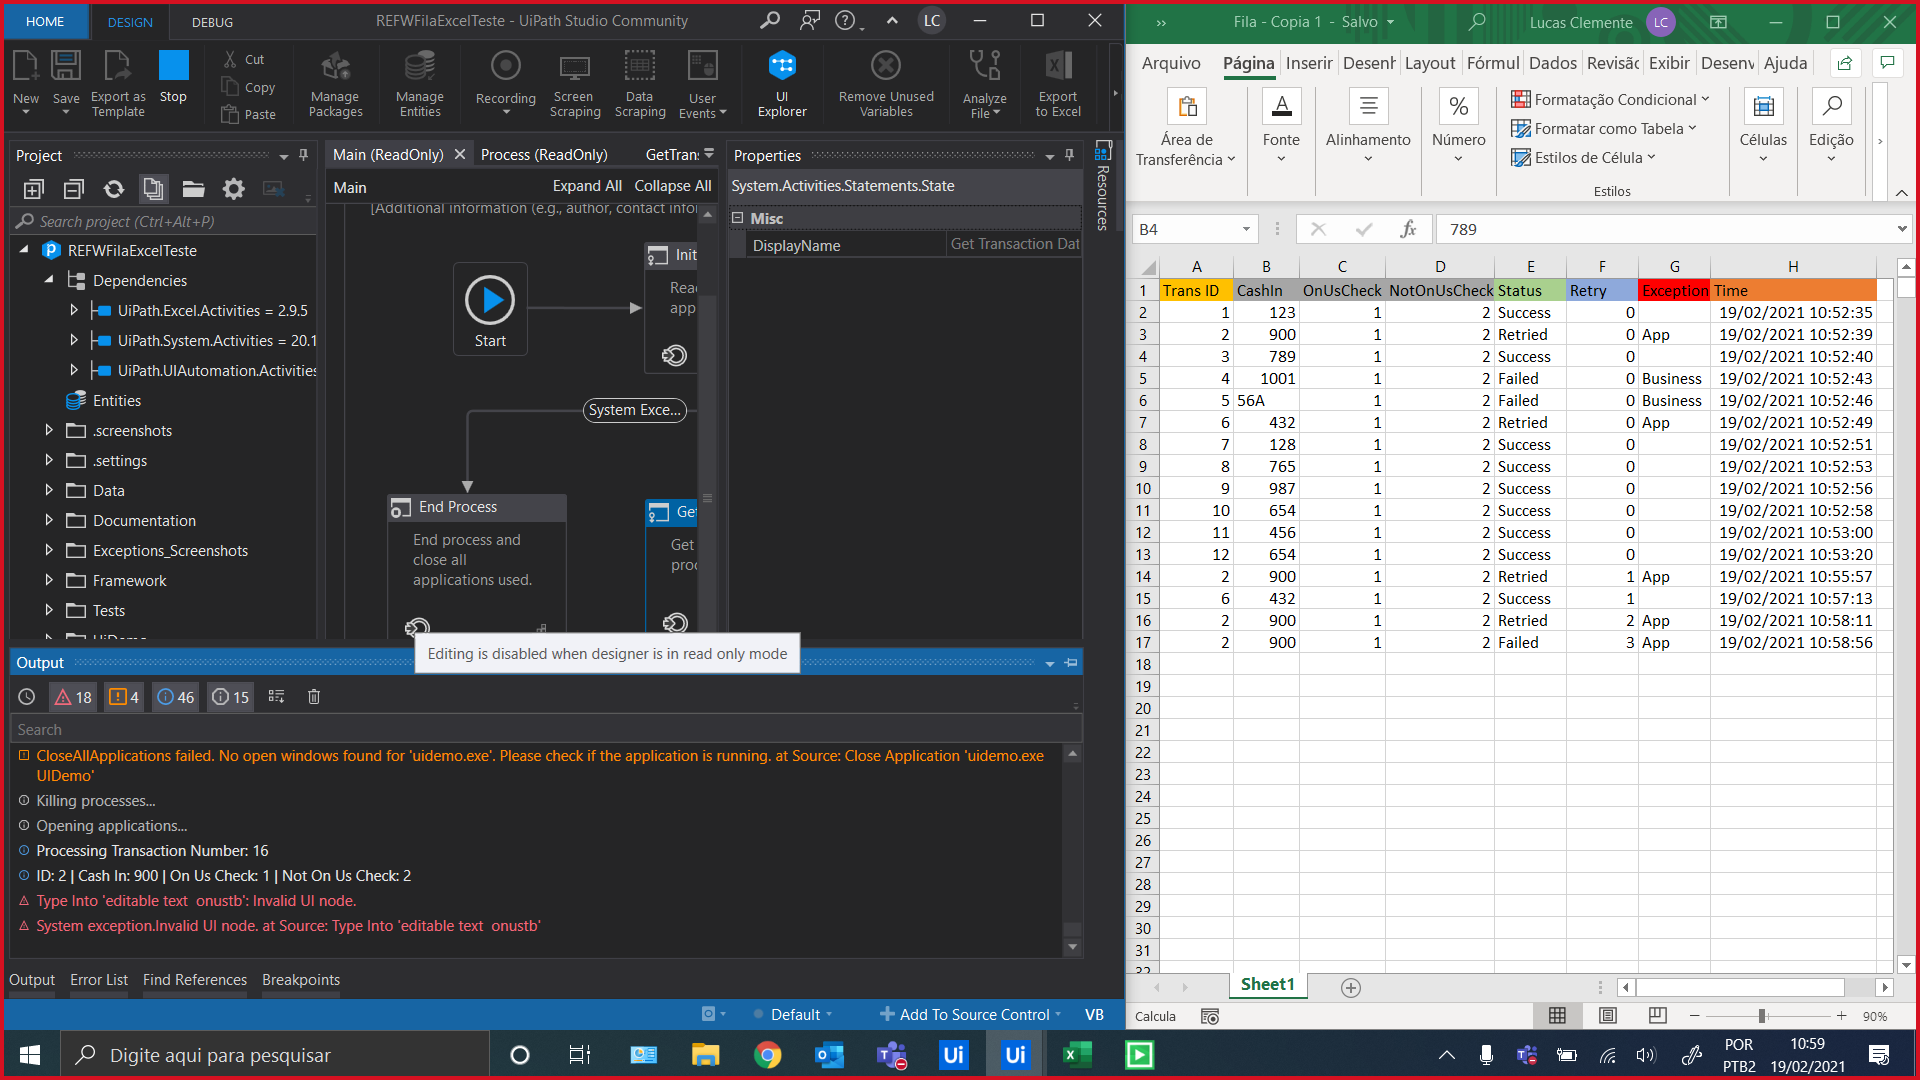 HOME DESIGN DEBUG REFWFilaExcelTeste - UiPath Studio Community LC
New Save Export as Template Stop Cut Copy Paste Manage Packages Manage Entities Recording Screen Scraping Data Scraping User Events UI Explorer Remove Unused Variables Analyze File Export to Excel
Project
Search project (Ctrl+Alt+P)
REFWFilaExcelTeste
Dependencies
UiPath.Excel.Activities = 2.9.5
UiPath.System.Activities = 20.1
UiPath.UIAutomation.Activities
Entities
.screenshots
.settings
Data
Documentation
Exceptions_Screenshots
Framework
Tests
UiDemo
Main (ReadOnly) Process (ReadOnly) GetTran
Main Expand All Collapse All
[Additional information (e.g., author, contact infor
Start
Init
Rea
app
System Exce...
End Process
End process and
close all
applications used.
Get
Get
proc
Properties
System.Activities.Statements.State
Misc
DisplayName Get Transaction Dat
Resources
Editing is disabled when designer is in read only mode
Output
18 4 46 15
Search
CloseAllApplications failed. No open windows found for 'uidemo.exe'. Please check if the application is running. at Source: Close Application 'uidemo.exe
UIDemo'
Killing processes...
Opening applications...
Processing Transaction Number: 16
ID: 2 | Cash In: 900 | On Us Check: 1 | Not On Us Check: 2
Type Into 'editable text  onustb': Invalid UI node.
System exception.Invalid UI node. at Source: Type Into 'editable text  onustb'
Output Error List Find References Breakpoints
Default Add To Source Control VB
Fila - Copia 1 - Salvo Lucas Clemente LC
Arquivo Página Inserir Desenh Layout Fórmul Dados Revisão Exibir Desenv Ajuda
Área de Transferência Fonte Alinhamento Número Formatação Condicional Formatar como Tabela Estilos de Célula Estilos Células Edição
B4 fx 789
A B C D E F G H
1 Trans ID CashIn OnUsCheck NotOnUsCheck Status Retry Exception Time
2 1 123 1 2 Success 0 19/02/2021 10:52:35
3 2 900 1 2 Retried 0 App 19/02/2021 10:52:39
4 3 789 1 2 Success 0 19/02/2021 10:52:40
5 4 1001 1 2 Failed 0 Business 19/02/2021 10:52:43
6 5 56A 1 2 Failed 0 Business 19/02/2021 10:52:46
7 6 432 1 2 Retried 0 App 19/02/2021 10:52:49
8 7 128 1 2 Success 0 19/02/2021 10:52:51
9 8 765 1 2 Success 0 19/02/2021 10:52:53
10 9 987 1 2 Success 0 19/02/2021 10:52:56
11 10 654 1 2 Success 0 19/02/2021 10:52:58
12 11 456 1 2 Success 0 19/02/2021 10:53:00
13 12 654 1 2 Success 0 19/02/2021 10:53:20
14 2 900 1 2 Retried 1 App 19/02/2021 10:55:57
15 6 432 1 2 Success 1 19/02/2021 10:57:13
16 2 900 1 2 Retried 2 App 19/02/2021 10:58:11
17 2 900 1 2 Failed 3 App 19/02/2021 10:58:56
18
19
20
21
22
23
24
25
26
27
28
29
30
31
32
Sheet1
Calcula 90%
Digite aqui para pesquisar
Ui Ui
POR
PTB2
10:59
19/02/2021